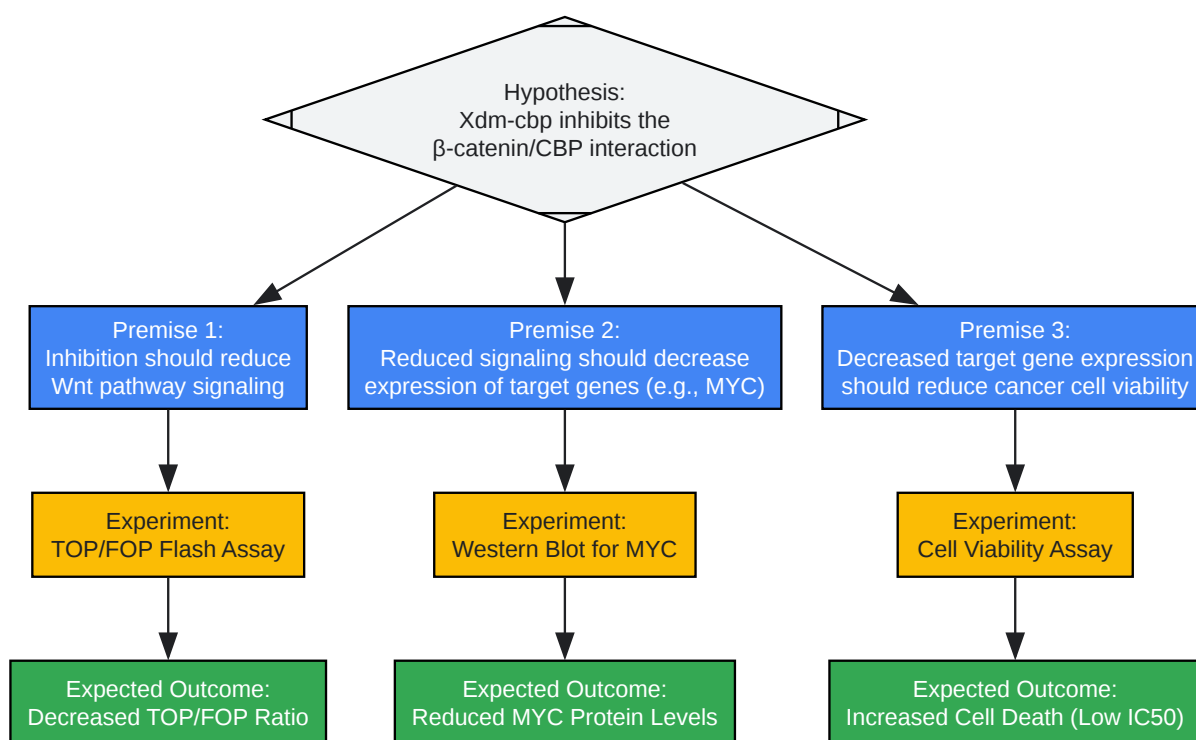 Hypothesis:
Xdm-cbp inhibits the
β-catenin/CBP interaction
Premise 1:
Inhibition should reduce
Wnt pathway signaling
Premise 2:
Reduced signaling should decrease
expression of target genes (e.g., MYC)
Premise 3:
Decreased target gene expression
should reduce cancer cell viability
Experiment:
TOP/FOP Flash Assay
Experiment:
Western Blot for MYC
Experiment:
Cell Viability Assay
Expected Outcome:
Decreased TOP/FOP Ratio
Expected Outcome:
Reduced MYC Protein Levels
Expected Outcome:
Increased Cell Death (Low IC50)